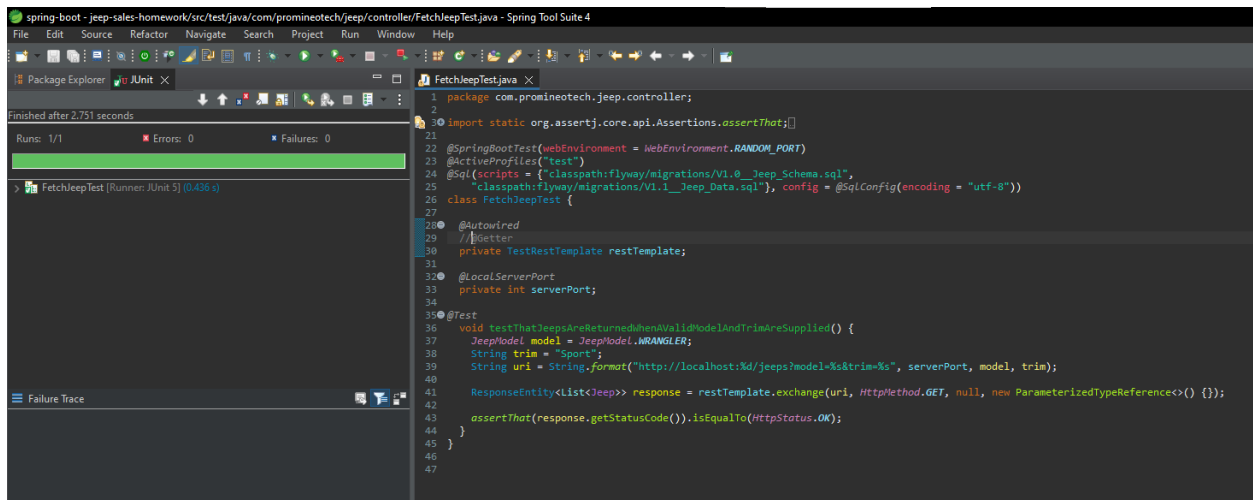 spring-boot - jeep-sales-homework/src/test/java/com/promineotech/jeep/controller/FetchJeepTest.java - Spring Tool Suite 4
File Edit Source Refactor Navigate Search Project Run Window Help
Package Explorer JUnit
Finished after 2.751 seconds
Runs: 1/1 Errors: 0 Failures: 0
FetchJeepTest [Runner: JUnit 5] (0.436 s)
Failure Trace
FetchJeepTest.java
1 package com.promineotech.jeep.controller;
2
3 import static org.assertj.core.api.Assertions.assertThat;
21
22 @SpringBootTest(webEnvironment = WebEnvironment.RANDOM_PORT)
23 @ActiveProfiles("test")
24 @Sql(scripts = {"classpath:flyway/migrations/V1.0__Jeep_Schema.sql",
25 "classpath:flyway/migrations/V1.1__Jeep_Data.sql"}, config = @SqlConfig(encoding = "utf-8"))
26 class FetchJeepTest {
27
28 @Autowired
29 //@Getter
30 private TestRestTemplate restTemplate;
31
32 @LocalServerPort
33 private int serverPort;
34
35 @Test
36 void testThatJeepsAreReturnedWhenAValidModelAndTrimAreSupplied() {
37 JeepModel model = JeepModel.WRANGLER;
38 String trim = "Sport";
39 String uri = String.format("http://localhost:%d/jeeps?model=%s&trim=%s", serverPort, model, trim);
40
41 ResponseEntity<List<Jeep>> response = restTemplate.exchange(uri, HttpMethod.GET, null, new ParameterizedTypeReference<>() {});
42
43 assertThat(response.getStatusCode()).isEqualTo(HttpStatus.OK);
44 }
45 }
46
47